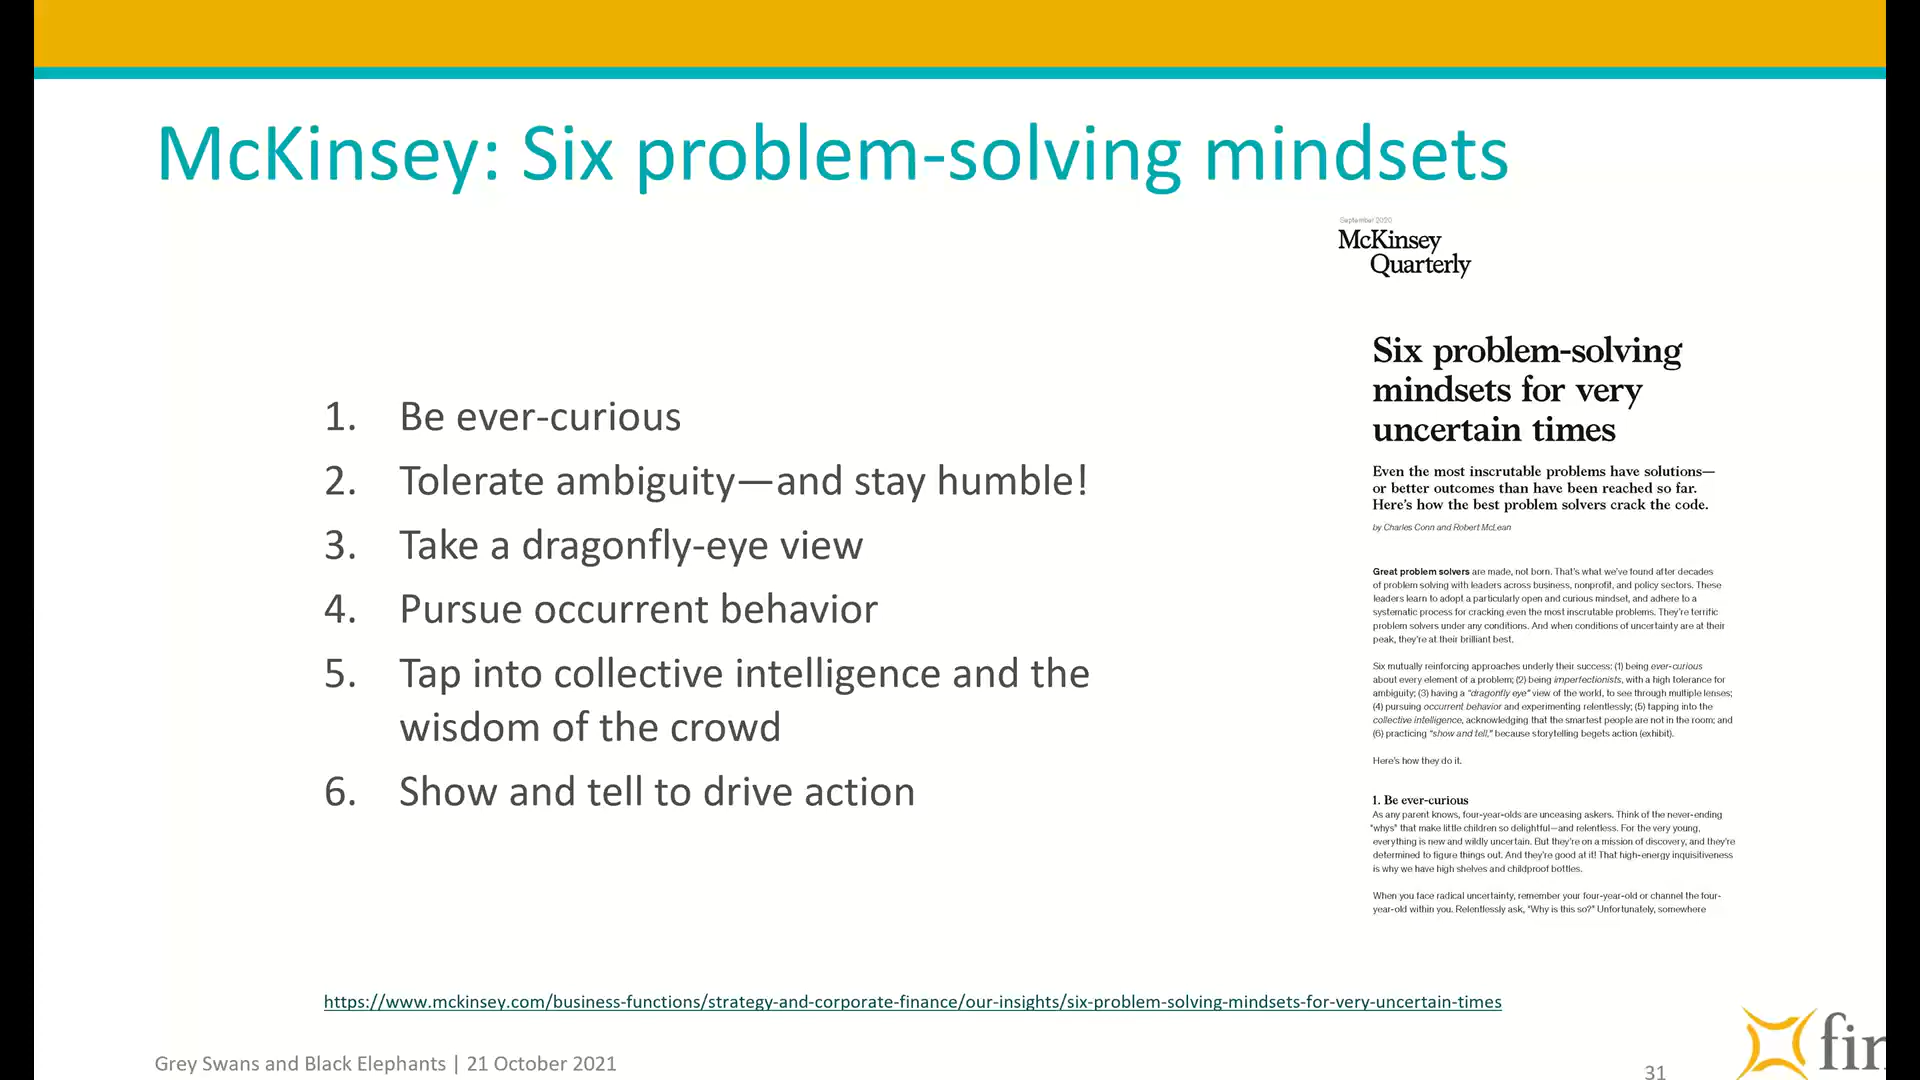 McKinsey: Six problem-solving mindsets
September 2020
McKinsey
Quarterly
Six problem-solving
mindsets for very
uncertain times
Even the most inscrutable problems have solutions—
or better outcomes than have been reached so far.
Here's how the best problem solvers crack the code.
by Charles Conn and Robert McLean
Great problem solvers are made, not born. That's what we've found after decades
of problem solving with leaders across business, nonprofit, and policy sectors. These
leaders learn to adopt a particularly open and curious mindset, and adhere to a
systematic process for cracking even the most inscrutable problems. They're terrific
problem solvers under any conditions. And when conditions of uncertainty are at their
peak, they're at their brilliant best.
Six mutually reinforcing approaches underly their success: (1) being ever-curious
about every element of a problem; (2) being imperfectionists, with a high tolerance for
ambiguity; (3) having a "dragonfly eye" view of the world, to see through multiple lenses;
(4) pursuing occurrent behavior and experimenting relentlessly; (5) tapping into the
collective intelligence, acknowledging that the smartest people are not in the room; and
(6) practicing "show and tell," because storytelling begets action (exhibit).
Here's how they do it.
1. Be ever-curious
As any parent knows, four-year-olds are unceasing askers. Think of the never-ending
"whys" that make little children so delightful—and relentless. For the very young,
everything is new and wildly uncertain. But they're on a mission of discovery, and they're
determined to figure things out. And they're good at it! That high-energy inquisitiveness
is why we have high shelves and childproof bottles.
When you face radical uncertainty, remember your four-year-old or channel the four-
year-old within you. Relentlessly ask, "Why is this so?" Unfortunately, somewhere
1. Be ever-curious
2. Tolerate ambiguity—and stay humble!
3. Take a dragonfly-eye view
4. Pursue occurrent behavior
5. Tap into collective intelligence and the
wisdom of the crowd
6. Show and tell to drive action
https://www.mckinsey.com/business-functions/strategy-and-corporate-finance/our-insights/six-problem-solving-mindsets-for-very-uncertain-times
Grey Swans and Black Elephants | 21 October 2021
31